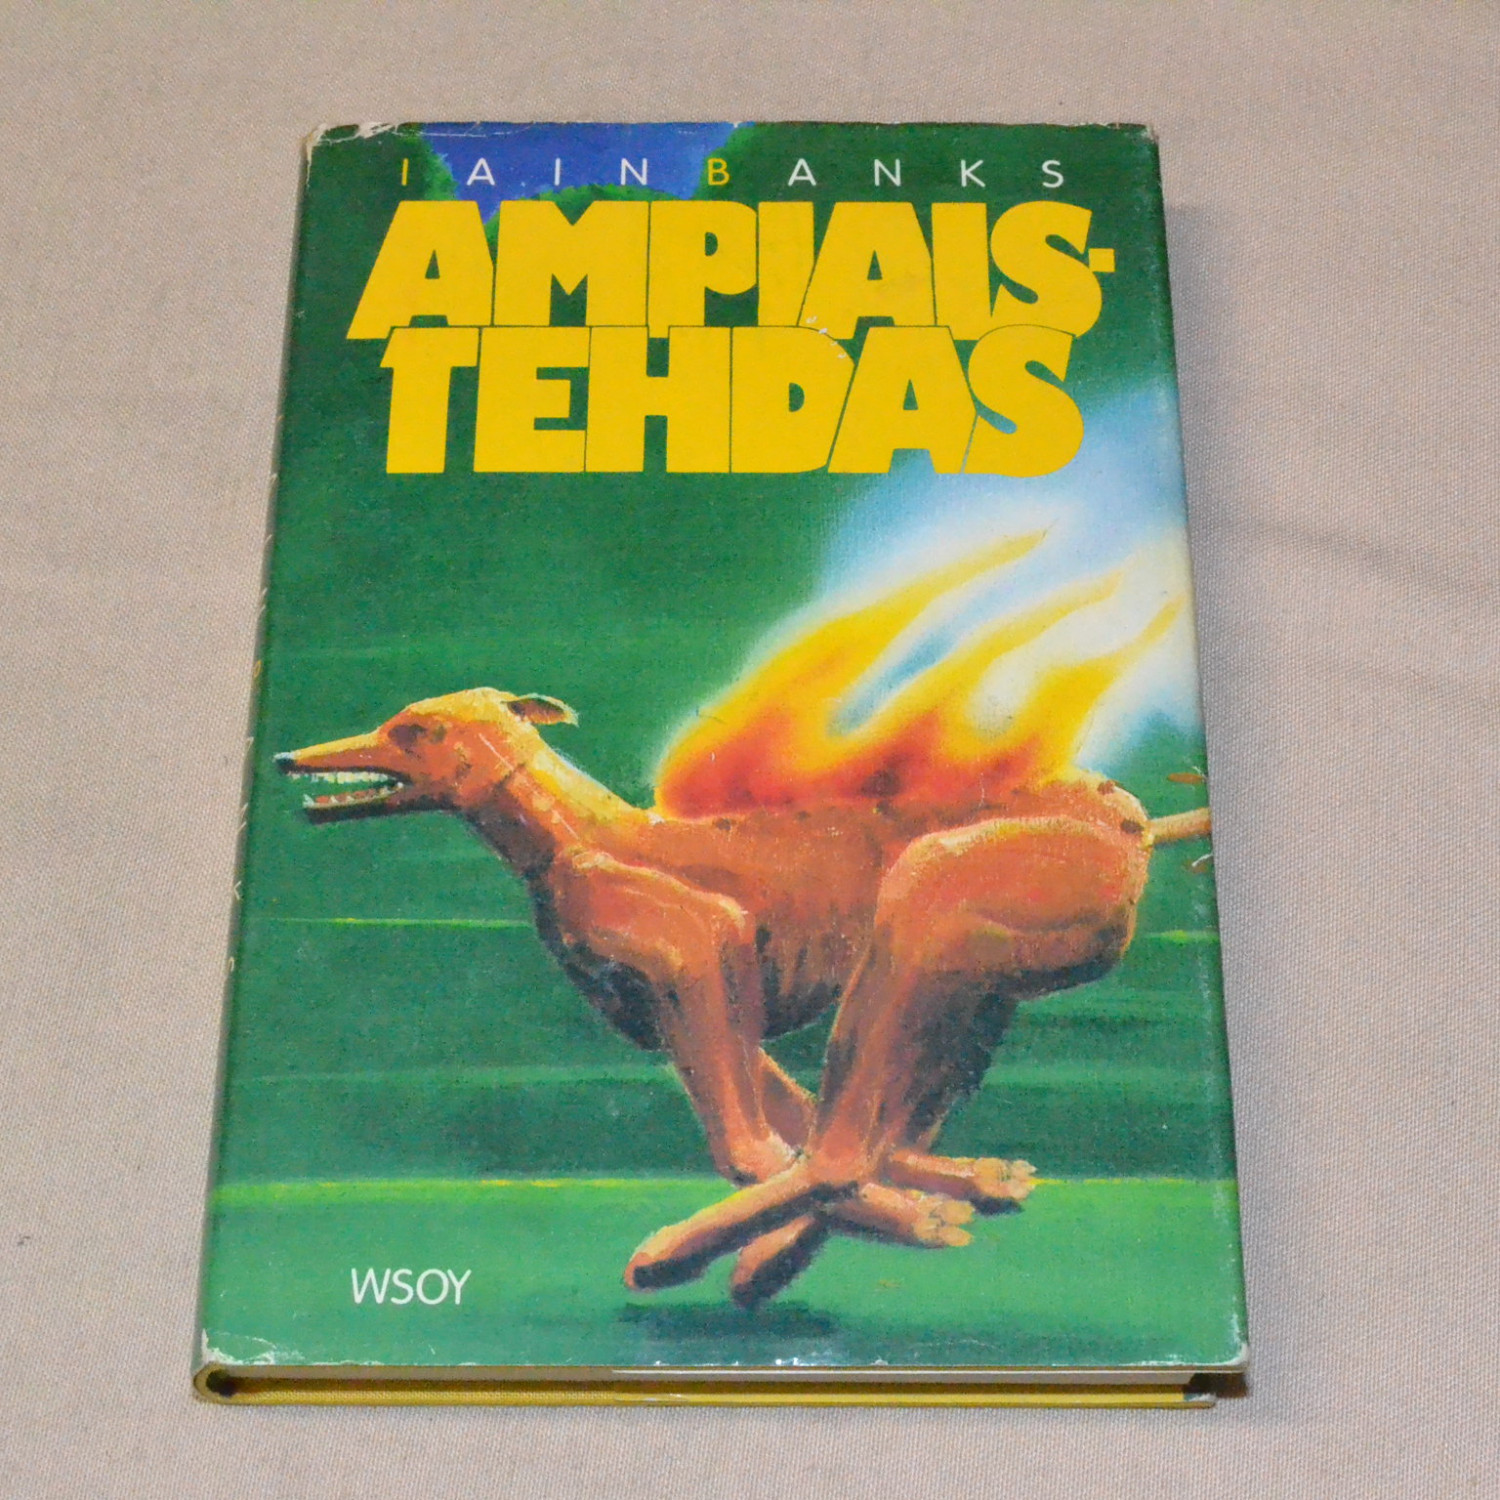 IAIN BANKS
AMPIAIS-
TEHDAS
WSOY